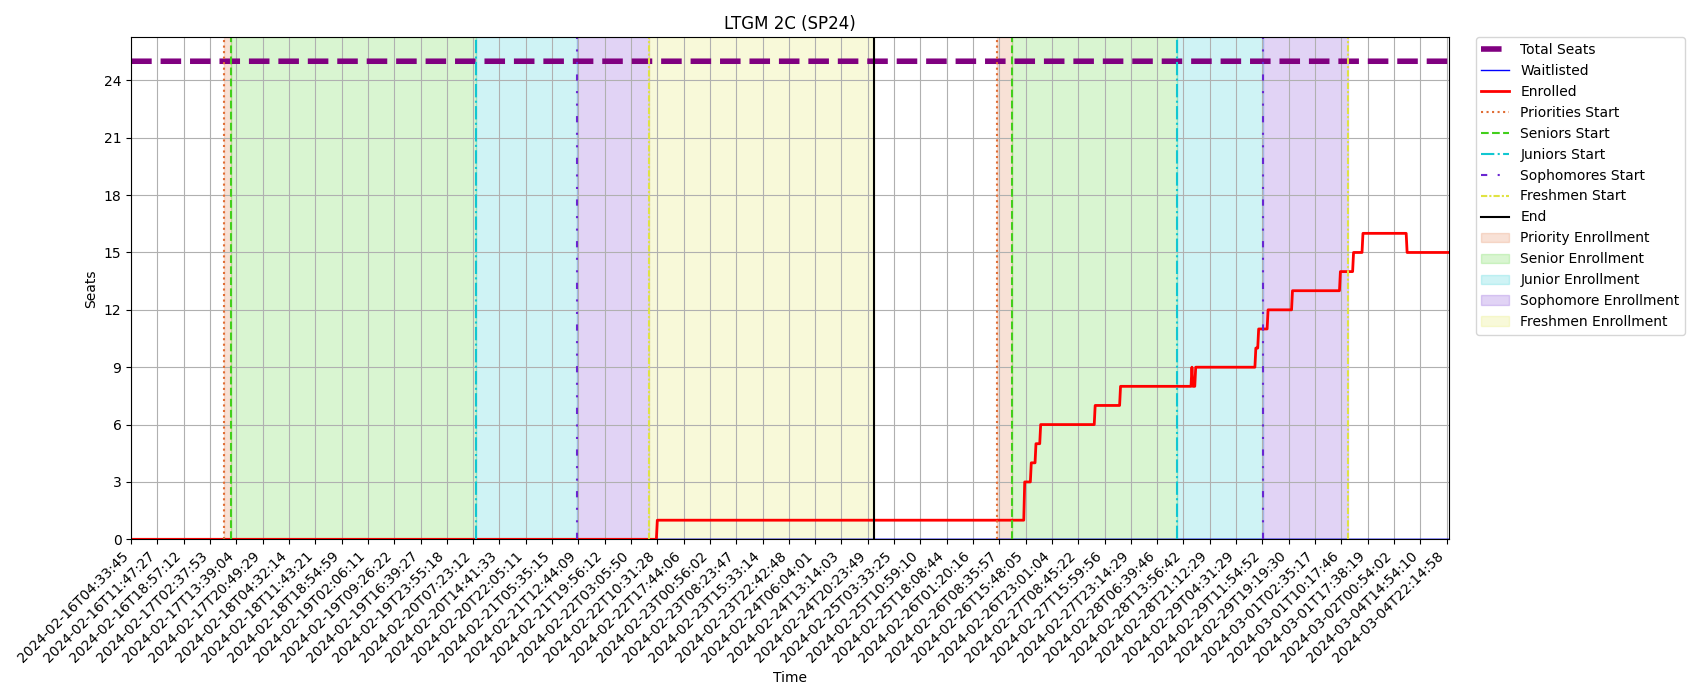 LTGM 2C (SP24)
Seats
24
21
18
15
12
9
6
3
0
2024-02-16T04:33:45
2024-02-16T11:47:27
2024-02-16T18:57:12
2024-02-17T02:37:53
2024-02-17T13:39:04
2024-02-17T20:49:29
2024-02-18T04:32:14
2024-02-18T11:43:21
2024-02-18T18:54:59
2024-02-19T02:06:11
2024-02-19T09:26:22
2024-02-19T16:39:27
2024-02-19T23:55:18
2024-02-20T07:23:12
2024-02-20T14:41:33
2024-02-20T22:05:11
2024-02-21T05:35:15
2024-02-21T12:44:09
2024-02-21T19:56:12
2024-02-22T03:05:50
2024-02-22T10:31:28
2024-02-22T17:44:06
2024-02-23T00:56:02
2024-02-23T08:23:47
2024-02-23T15:33:14
2024-02-23T22:42:48
2024-02-24T06:04:01
2024-02-24T13:14:03
2024-02-24T20:23:49
2024-02-25T03:33:25
2024-02-25T10:59:10
2024-02-25T18:08:44
2024-02-26T01:20:16
2024-02-26T08:35:57
2024-02-26T15:48:05
2024-02-26T23:01:04
2024-02-27T08:45:22
2024-02-27T15:59:56
2024-02-27T23:14:29
2024-02-28T06:39:46
2024-02-28T13:56:42
2024-02-28T21:12:29
2024-02-29T04:31:29
2024-02-29T11:54:52
2024-02-29T19:19:30
2024-03-01T02:35:17
2024-03-01T10:17:46
2024-03-01T17:38:19
2024-03-02T00:54:02
2024-03-04T14:54:10
2024-03-04T22:14:58
Time
Total Seats
Waitlisted
Enrolled
Priorities Start
Seniors Start
Juniors Start
Sophomores Start
Freshmen Start
End
Priority Enrollment
Senior Enrollment
Junior Enrollment
Sophomore Enrollment
Freshmen Enrollment